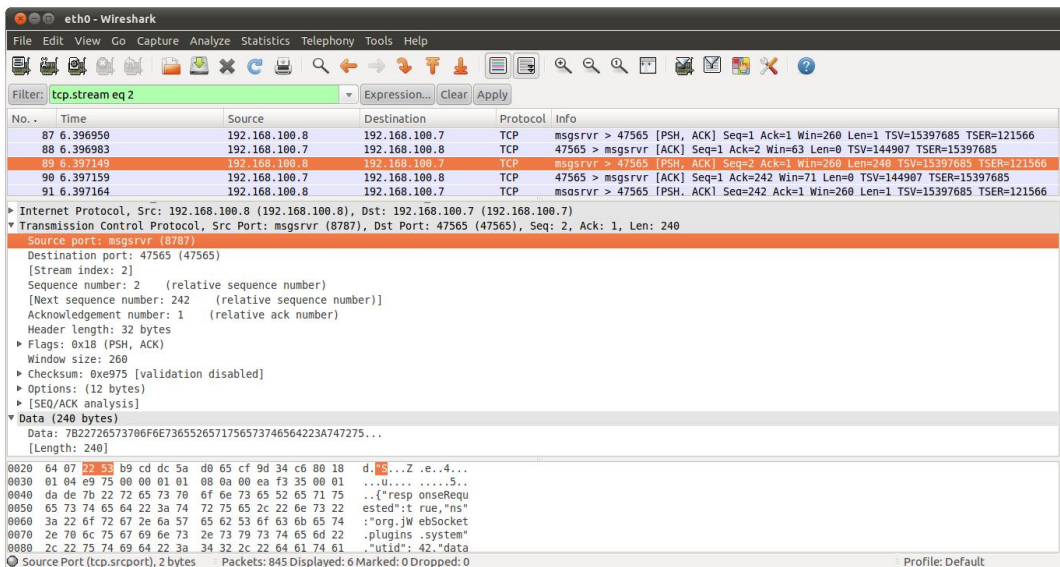 eth0 - Wireshark
File Edit View Go Capture Analyze Statistics Telephony Tools Help
Filter: tcp.stream eq 2 Expression... Clear Apply
No. . Time Source Destination Protocol Info
87 6.396950 192.168.100.8 192.168.100.7 TCP msgsrvr > 47565 [PSH, ACK] Seq=1 Ack=1 Win=260 Len=1 TSV=15397685 TSER=121566
88 6.396983 192.168.100.7 192.168.100.8 TCP 47565 > msgsrvr [ACK] Seq=1 Ack=2 Win=63 Len=0 TSV=144907 TSER=15397685
89 6.397149 192.168.100.8 192.168.100.7 TCP msgsrvr > 47565 [PSH, ACK] Seq=2 Ack=1 Win=260 Len=240 TSV=15397685 TSER=121566
90 6.397159 192.168.100.7 192.168.100.8 TCP 47565 > msgsrvr [ACK] Seq=1 Ack=242 Win=71 Len=0 TSV=144907 TSER=15397685
91 6.397164 192.168.100.8 192.168.100.7 TCP msgsrvr > 47565 [PSH, ACK] Seq=242 Ack=1 Win=260 Len=1 TSV=15397685 TSER=121566
Internet Protocol, Src: 192.168.100.8 (192.168.100.8), Dst: 192.168.100.7 (192.168.100.7)
Transmission Control Protocol, Src Port: msgsrvr (8787), Dst Port: 47565 (47565), Seq: 2, Ack: 1, Len: 240
Source port: msgsrvr (8787)
Destination port: 47565 (47565)
[Stream index: 2]
Sequence number: 2 (relative sequence number)
[Next sequence number: 242 (relative sequence number)]
Acknowledgement number: 1 (relative ack number)
Header length: 32 bytes
Flags: 0x18 (PSH, ACK)
Window size: 260
Checksum: 0xe975 [validation disabled]
Options: (12 bytes)
[SEQ/ACK analysis]
Data (240 bytes)
Data: 7B22726573706F6E736552657175657374656564223A747275...
[Length: 240]
0020 64 07 22 53 b9 cd dc 5a d0 65 cf 9d 34 c6 80 18 d."S...Z .e..4...
0030 01 04 e9 75 00 00 01 01 08 0a 00 ea f3 35 00 01 ...u.... .....5..
0040 da de 7b 22 72 65 73 70 6f 6e 73 65 52 65 71 75 ..{"resp onseRequ
0050 65 73 74 65 64 22 3a 74 72 75 65 2c 22 6e 73 22 ested":t rue,"ns"
0060 3a 22 6f 72 67 2e 6a 57 65 62 53 6f 63 6b 65 74 :"org.jW ebSocket
0070 2e 70 6c 75 67 69 6e 73 2e 73 79 73 74 65 6d 22 .plugins .system"
0080 2c 22 75 74 69 64 22 3a 34 32 2c 22 64 61 74 61 ,"utid": 42,"data
Source Port (tcp.srcport), 2 bytes Packets: 845 Displayed: 6 Marked: 0 Dropped: 0 Profile: Default